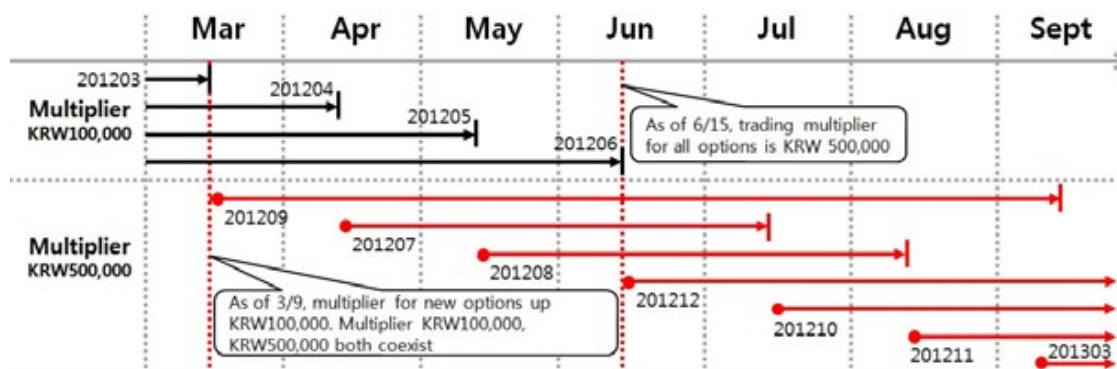 Mar Apr May Jun Jul Aug Sept
201203
Multiplier
KRW100,000
201204
201205
201206
As of 6/15, trading multiplier
for all options is KRW 500,000
Multiplier
KRW500,000
201209
201207
201208
201212
201210
201211
201303
As of 3/9, multiplier for new options up
KRW100,000. Multiplier KRW100,000,
KRW500,000 both coexist